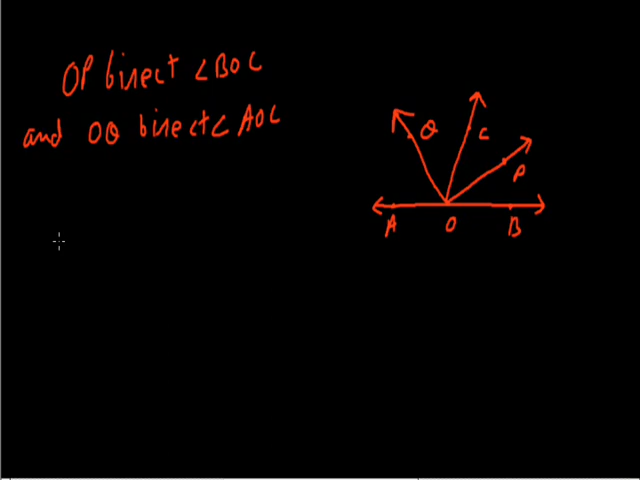 OP bisect ∠BOC
and OQ bisect ∠AOC
Q
C
P
A O B